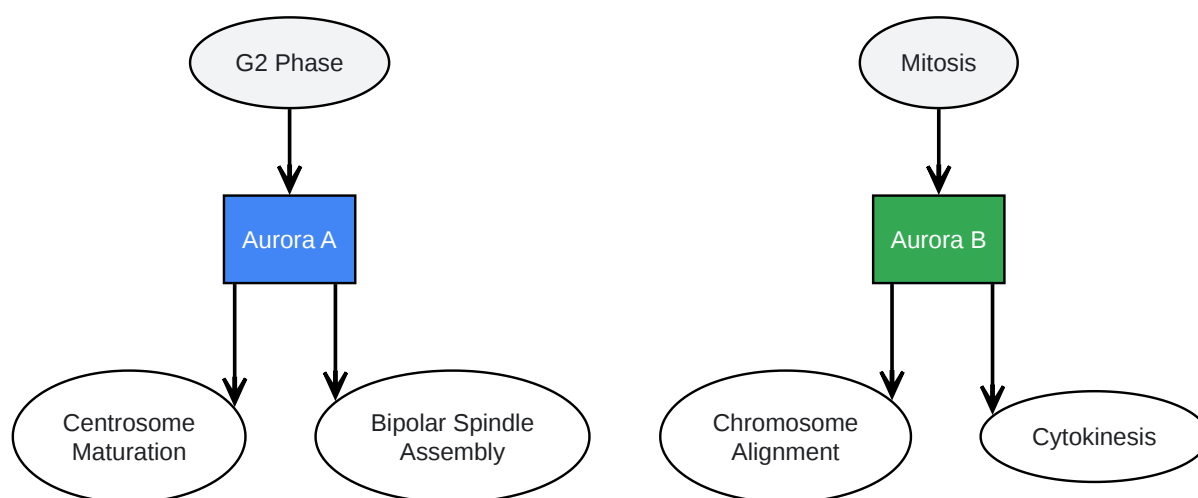 G2 Phase
Mitosis
Aurora A
Aurora B
Centrosome
Maturation
Bipolar Spindle
Assembly
Chromosome
Alignment
Cytokinesis